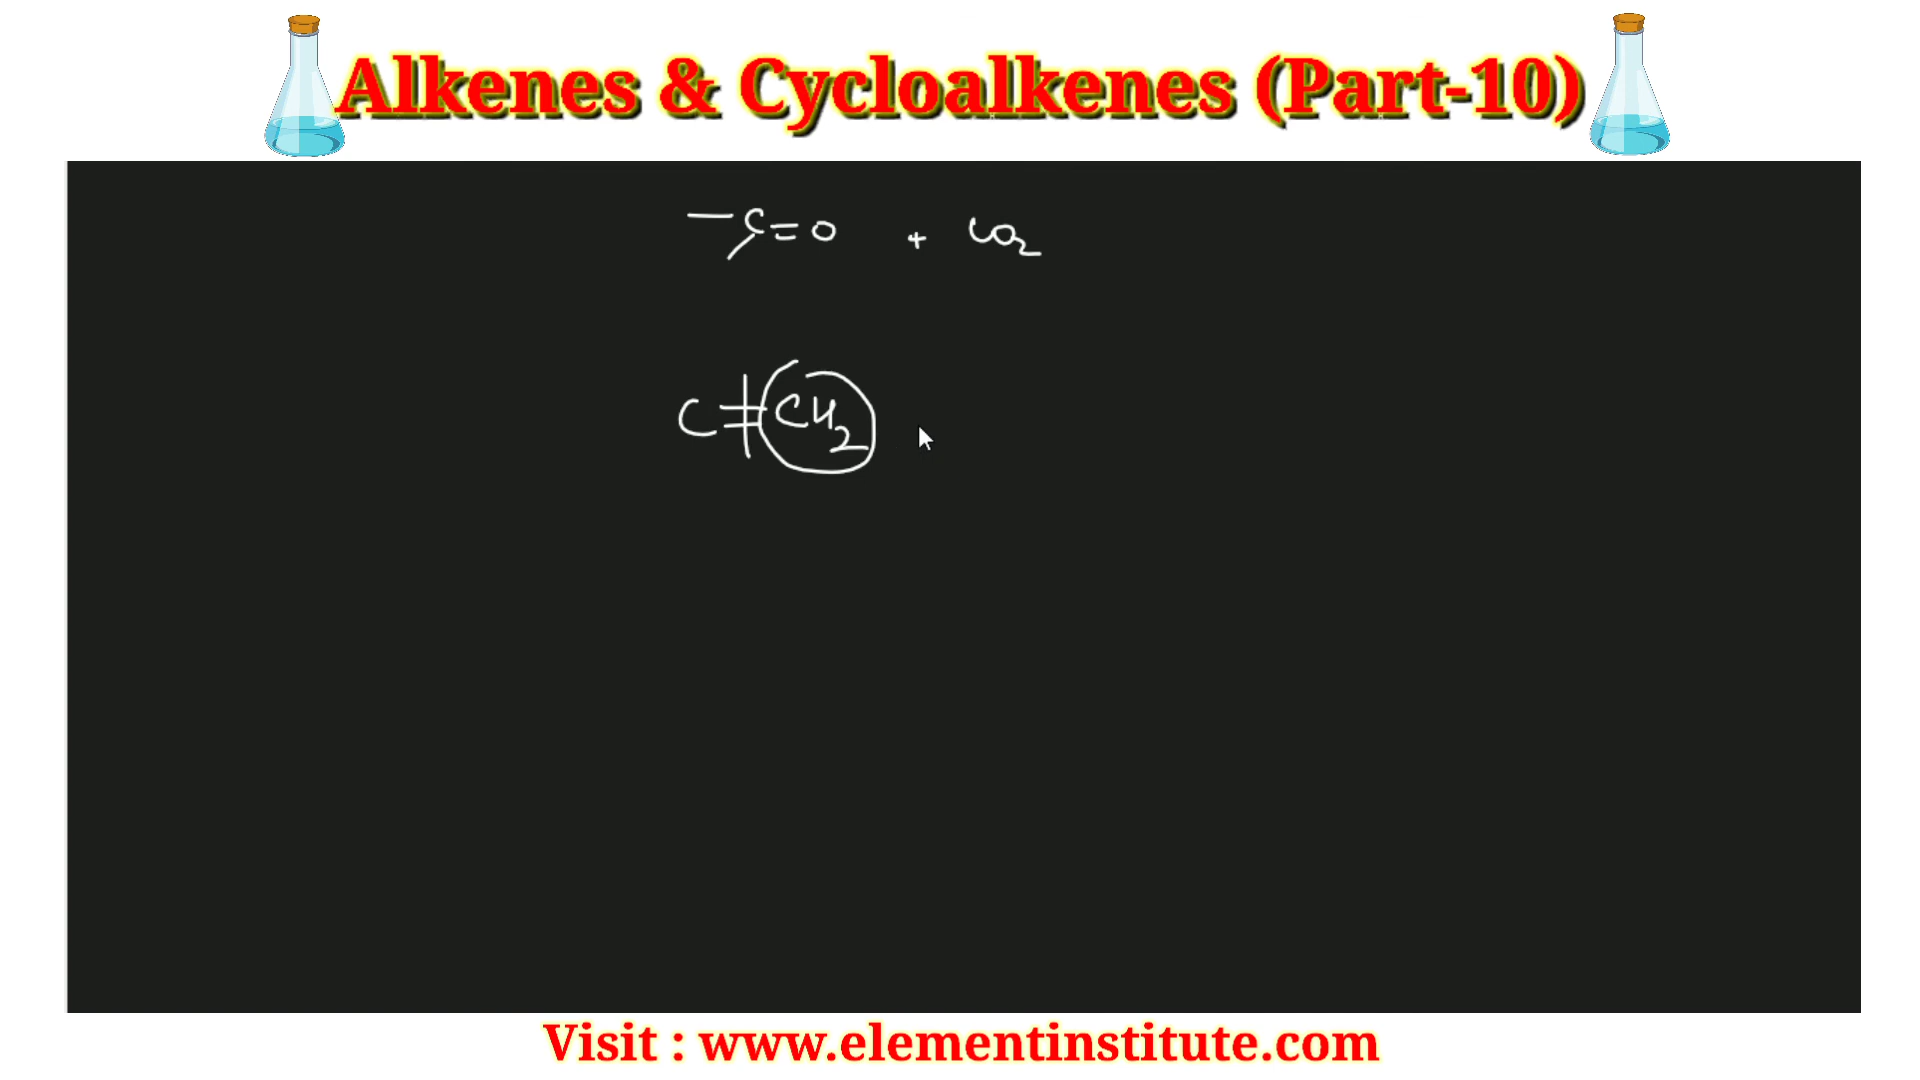 Alkenes & Cycloalkenes (Part-10)
C=O + CO2
C=CH2
Visit : www.elementinstitute.com